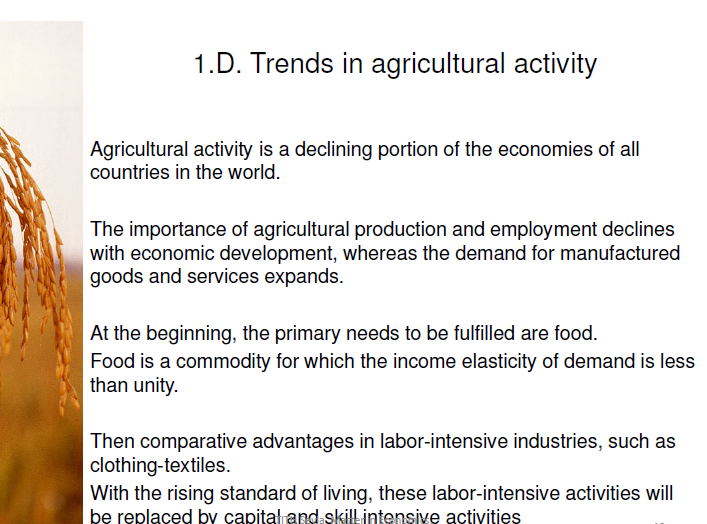 1.D. Trends in agricultural activity
Agricultural activity is a declining portion of the economies of all
countries in the world.
The importance of agricultural production and employment declines
with economic development, whereas the demand for manufactured
goods and services expands.
At the beginning, the primary needs to be fulfilled are food.
Food is a commodity for which the income elasticity of demand is less
than unity.
Then comparative advantages in labor-intensive industries, such as
clothing-textiles.
With the rising standard of living, these labor-intensive activities will
be replaced by capital and skill intensive activities